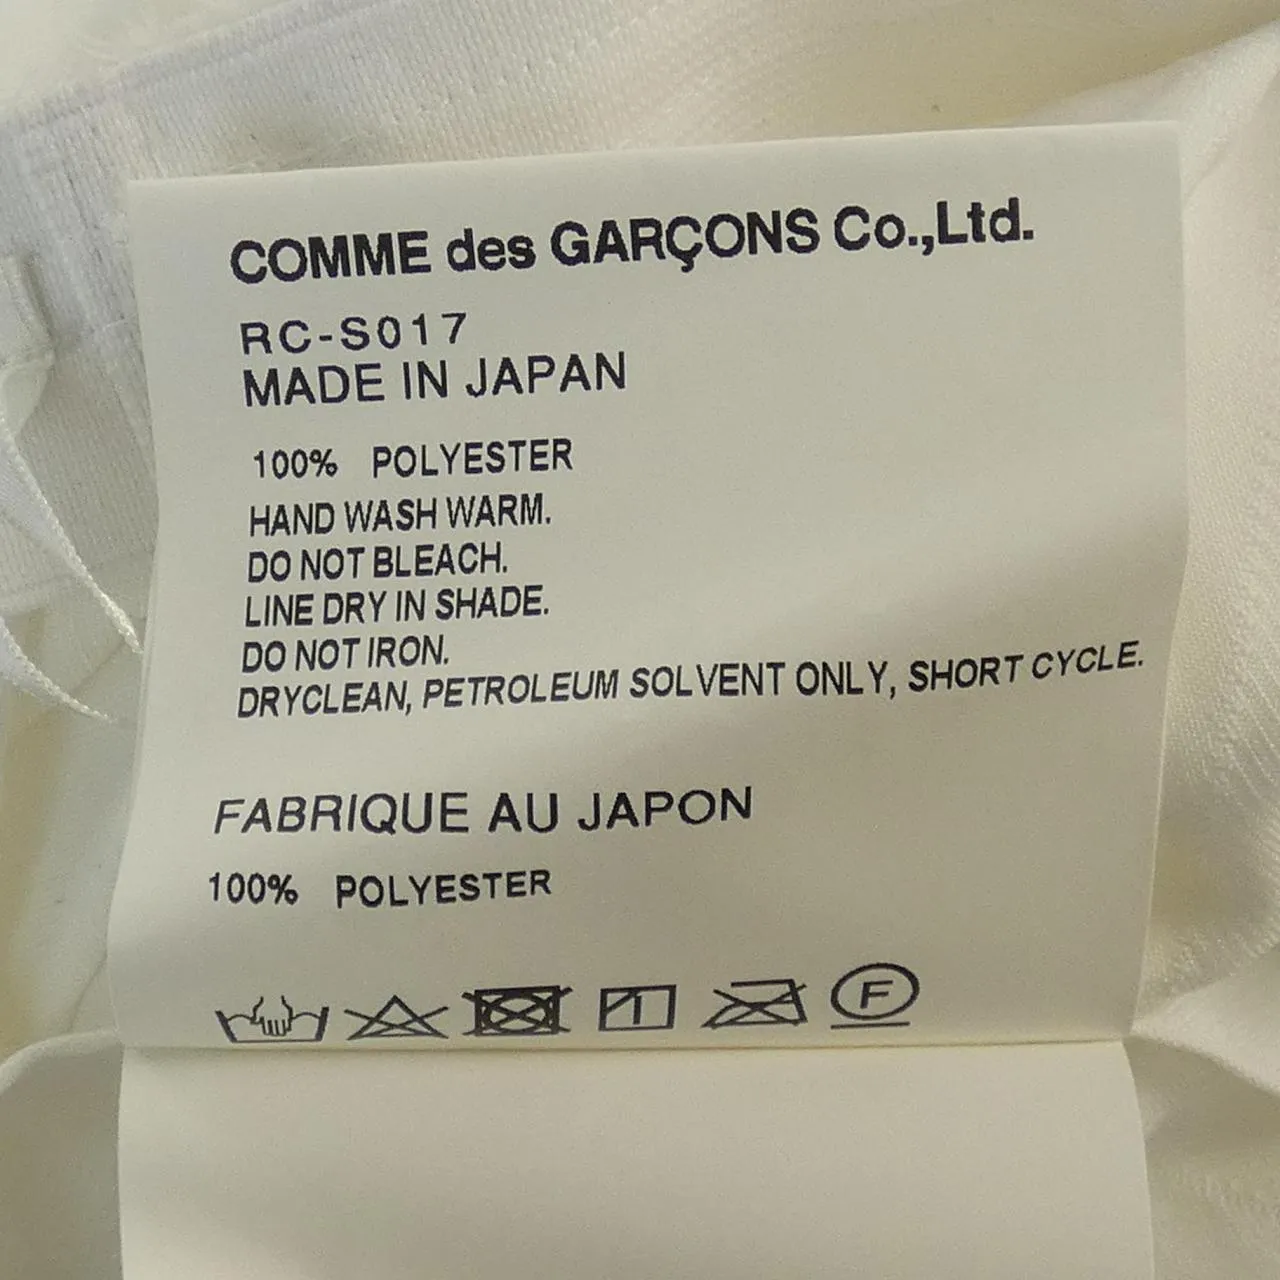 COMME des GARÇONS Co.,Ltd.
RC-S017
MADE IN JAPAN
100% POLYESTER
HAND WASH WARM.
DO NOT BLEACH.
LINE DRY IN SHADE.
DO NOT IRON.
DRYCLEAN, PETROLEUM SOLVENT ONLY, SHORT CYCLE.
FABRIQUE AU JAPON
100% POLYESTER
F